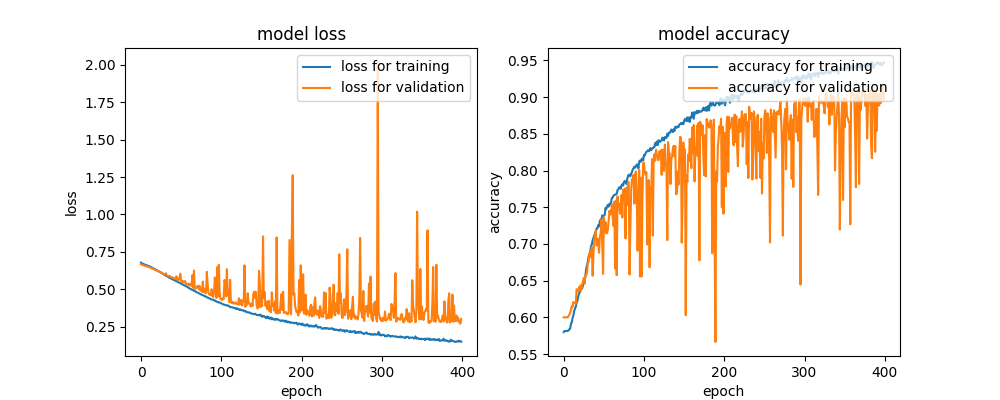 model loss
loss for training
loss for validation
2.00
1.75
1.50
1.25
1.00
0.75
0.50
0.25
loss
0
100
200
300
400
epoch
model accuracy
accuracy for training
accuracy for validation
0.95
0.90
0.85
0.80
0.75
0.70
0.65
0.60
0.55
accuracy
0
100
200
300
400
epoch